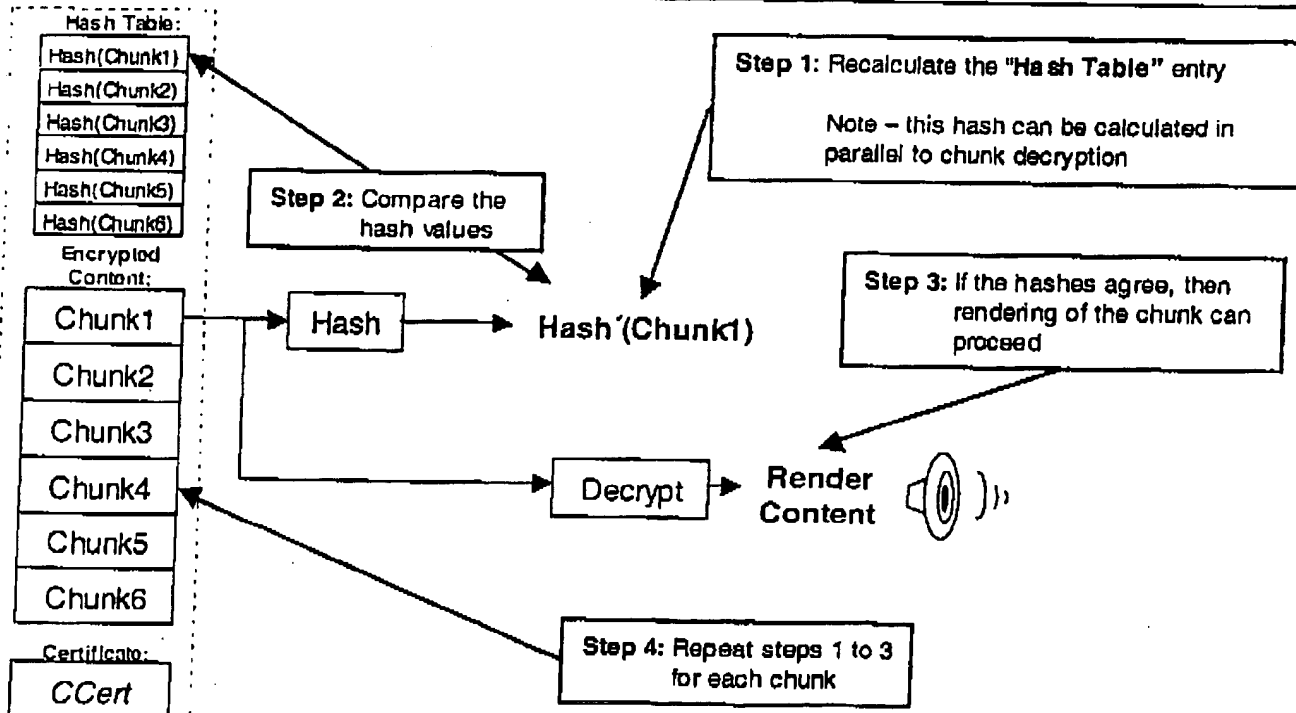 Hash Table:
Hash(Chunk1)
Hash(Chunk2)
Hash(Chunk3)
Hash(Chunk4)
Hash(Chunk5)
Hash(Chunk6)
Encrypted
Content:
Chunk1
Chunk2
Chunk3
Chunk4
Chunk5
Chunk6
Certificate:
CCert
Step 1: Recalculate the "Hash Table" entry
Note – this hash can be calculated in
parallel to chunk decryption
Step 2: Compare the
hash values
Hash
Hash´(Chunk1)
Step 3: If the hashes agree, then
rendering of the chunk can
proceed
Decrypt
Render
Content
Step 4: Repeat steps 1 to 3
for each chunk